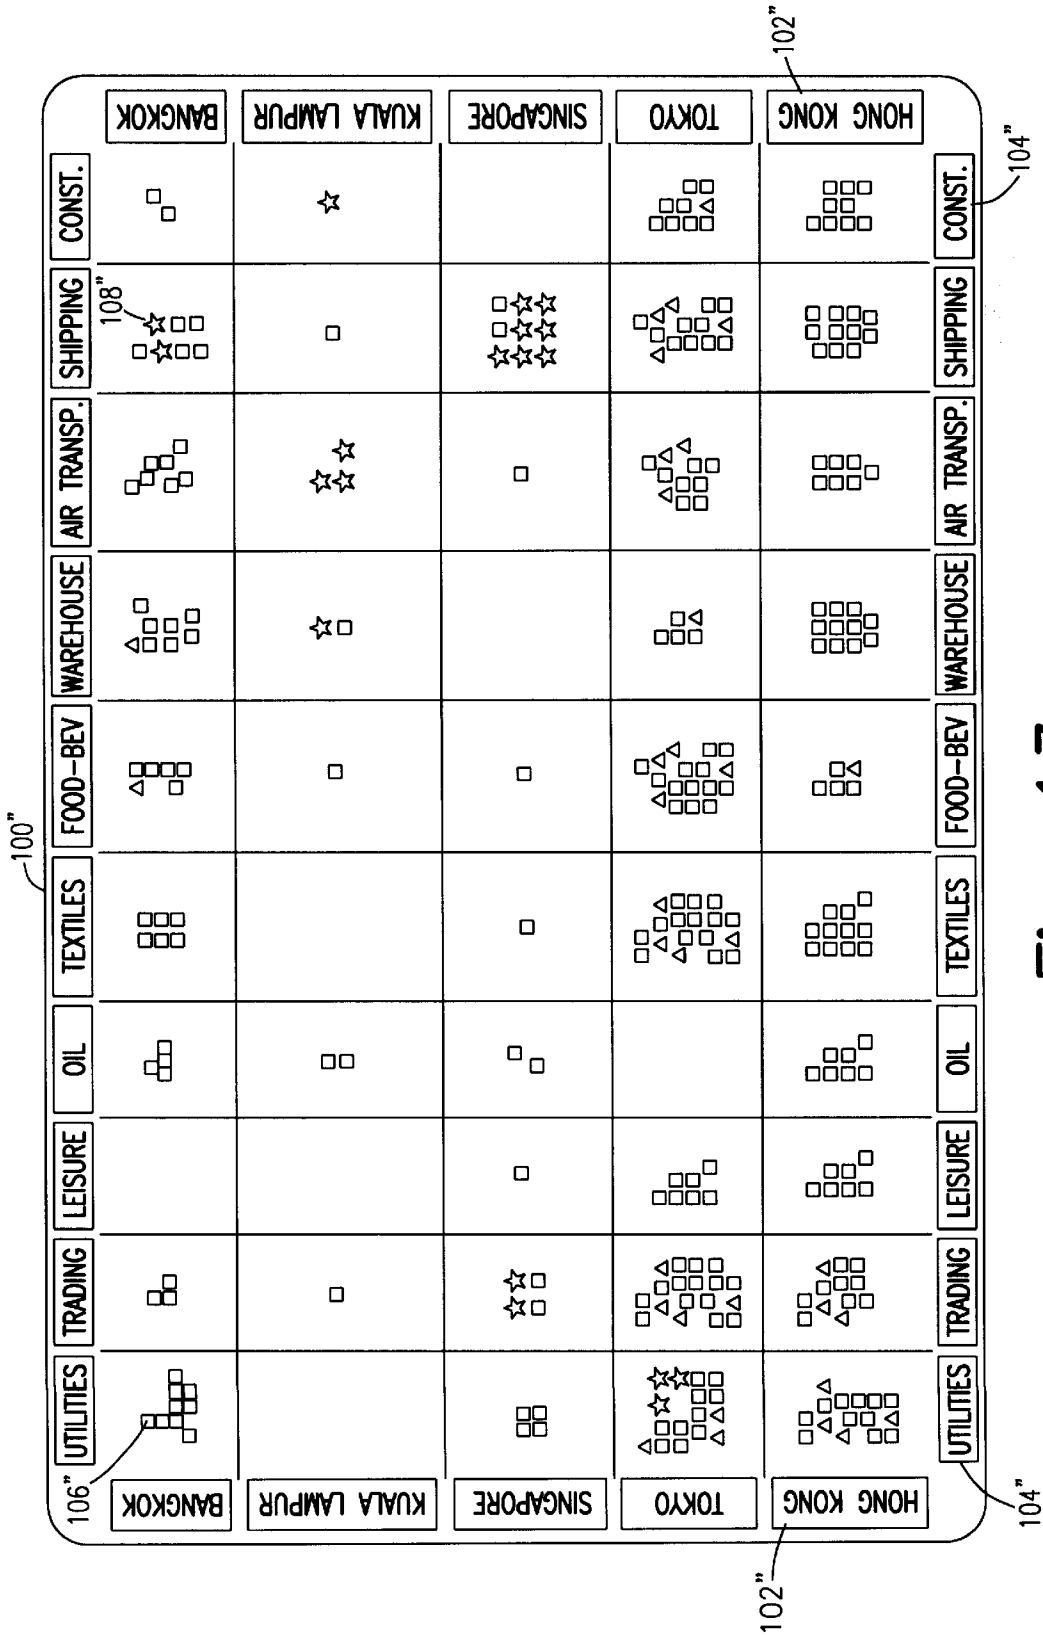 100"
UTILITIES TRADING LEISURE OIL TEXTILES FOOD-BEV WAREHOUSE AIR TRANSP. SHIPPING CONST.
106"
108"
BANGKOK BANGKOK
KUALA LAMPUR KUALA LAMPUR
SINGAPORE SINGAPORE
TOKYO TOKYO
HONG KONG HONG KONG
102" 102"
UTILITIES TRADING LEISURE OIL TEXTILES FOOD-BEV WAREHOUSE AIR TRANSP. SHIPPING CONST.
104" 104"